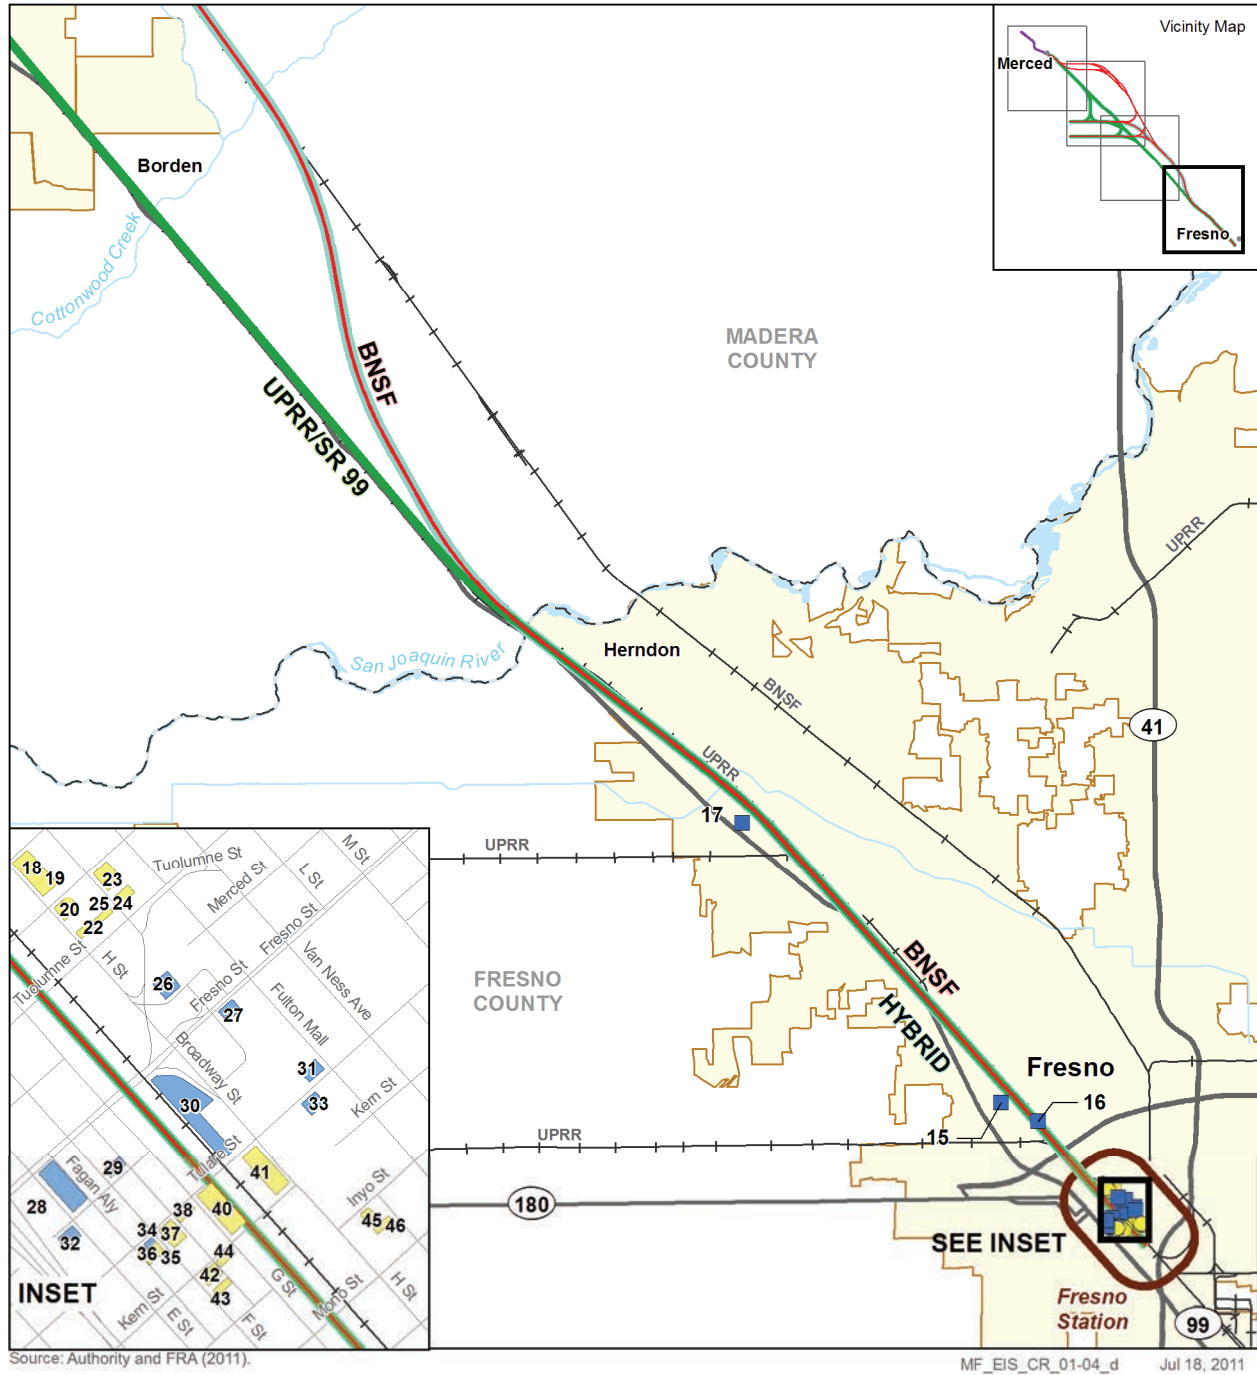 Vicinity Map
Merced
Fresno
Borden
Cottonwood Creek
MADERA
COUNTY
BNSF
UPRR/SR 99
UPRR
San Joaquin River
Herndon
BNSF
41
UPRR
17
UPRR
BNSF
HYBRID
FRESNO
COUNTY
Fresno
16
15
UPRR
180
SEE INSET
Fresno
Station
99
18
19
20
22
23
24
25
Tuolumne St
Merced St
L St
M St
Tuolumne St
H St
Fresno St
Fresno St
Van Ness Ave
Fulton Mall
26
27
Broadway St
31
33
Kern St
30
Tulare St
29
28
Fagan Aly
32
41
40
Inyo St
45
46
38
34
37
36
35
44
42
43
G St
Mono St
H St
Kern St
E St
F St
INSET
Source: Authority and FRA (2011).
MF_EIS_CR_01-04_d
Jul 18, 2011